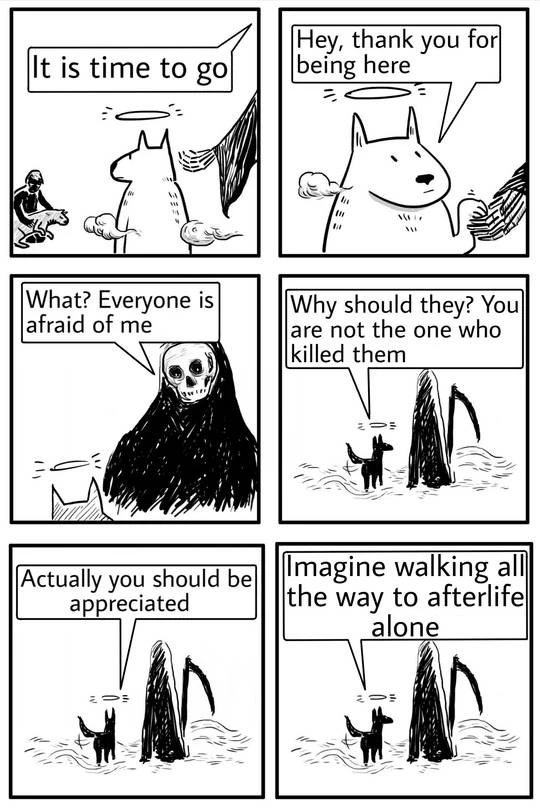 It is time to go
Hey, thank you for
being here
What? Everyone is
afraid of me
Why should they? You
are not the one who
killed them
Actually you should be
appreciated
Imagine walking all
the way to afterlife
alone